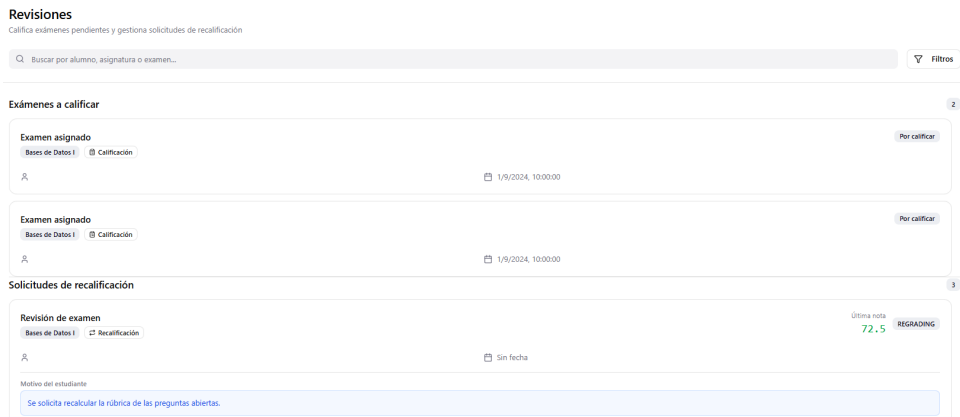 Revisiones
Califica exámenes pendientes y gestiona solicitudes de recalificación
Buscar por alumno, asignatura o examen...
Filtros
Exámenes a calificar
2
Examen asignado
Por calificar
Bases de Datos I
Calificación
1/9/2024, 10:00:00
Examen asignado
Por calificar
Bases de Datos I
Calificación
1/9/2024, 10:00:00
Solicitudes de recalificación
3
Revisión de examen
Última nota
72.5
REGRADING
Bases de Datos I
Recalificación
Sin fecha
Motivo del estudiante
Se solicita recalcular la rúbrica de las preguntas abiertas.